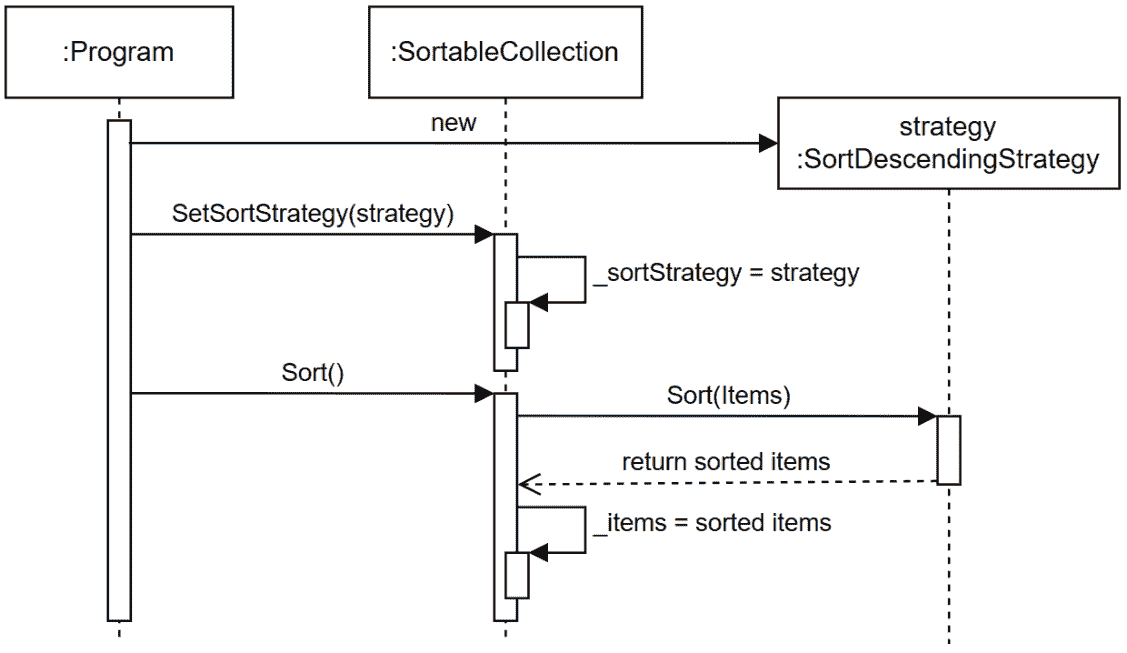 :Program
:SortableCollection
new
strategy
:SortDescendingStrategy
SetSortStrategy(strategy)
_sortStrategy = strategy
Sort()
Sort(Items)
return sorted items
_items = sorted items